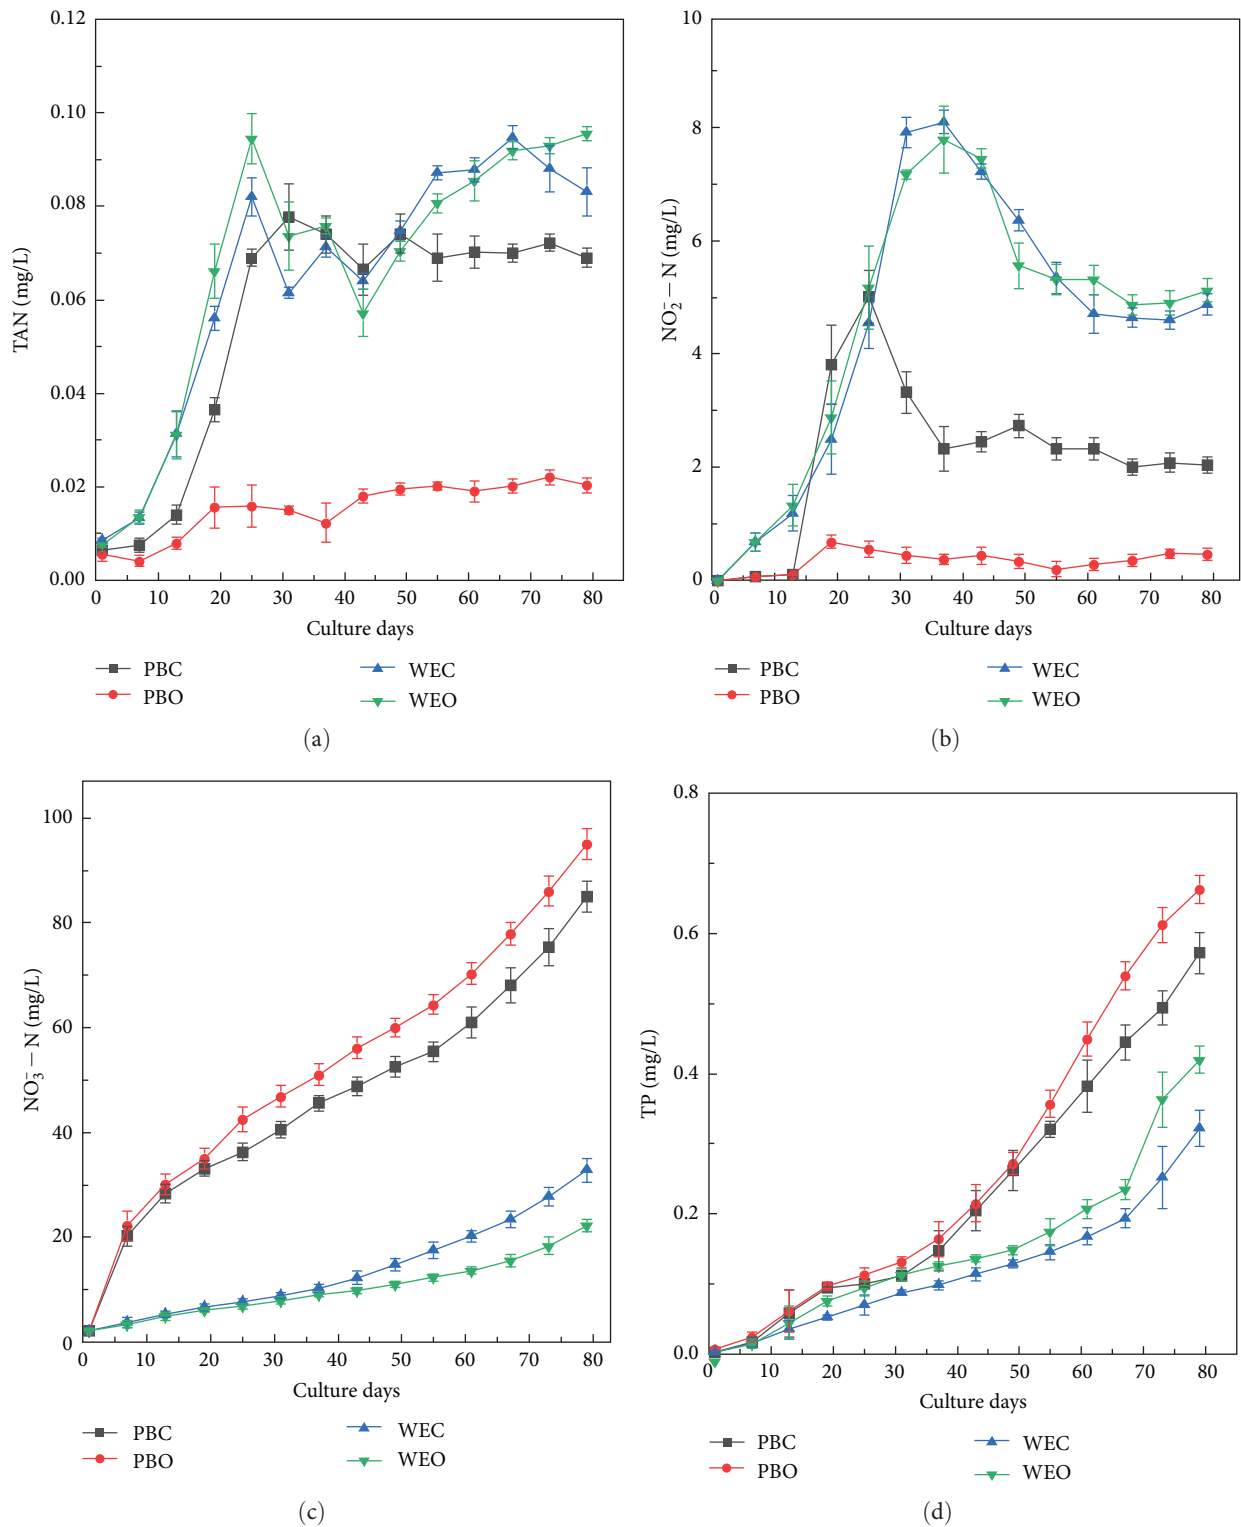 0.12
0.10
0.08
0.06
0.04
0.02
0.00
TAN (mg/L)
0 10 20 30 40 50 60 70 80
Culture days
PBC WEC
PBO WEO
(a)
10
8
6
4
2
0
NO₂⁻ – N (mg/L)
0 10 20 30 40 50 60 70 80
Culture days
PBC WEC
PBO WEO
(b)
100
80
60
40
20
0
NO₃⁻ – N (mg/L)
0 10 20 30 40 50 60 70 80
Culture days
PBC WEC
PBO WEO
(c)
0.8
0.6
0.4
0.2
0.0
TP (mg/L)
0 10 20 30 40 50 60 70 80
Culture days
PBC WEC
PBO WEO
(d)